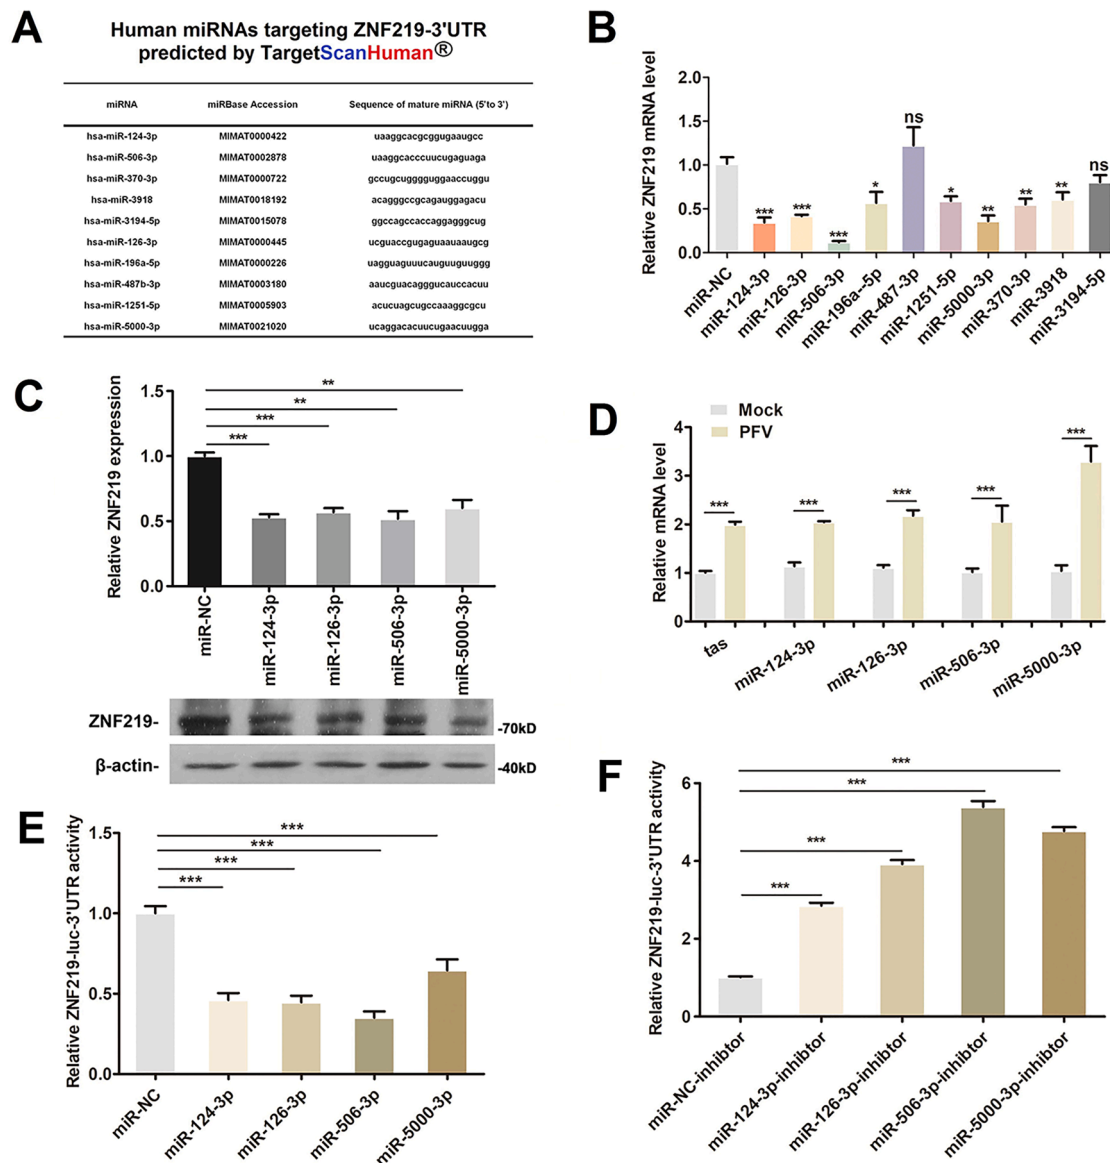 A
Human miRNAs targeting ZNF219-3'UTR
predicted by TargetScanHuman®
miRNA miRBase Accession Sequence of mature miRNA (5'to 3')
hsa-miR-124-3p MIMAT0000422 uaaggcacgcggugaaugcc
hsa-miR-506-3p MIMAT0002878 uaaggcacccuucugaguaga
hsa-miR-370-3p MIMAT0000722 gccugcugggguggaaccuggu
hsa-miR-3918 MIMAT0018192 acagggccgcagauggagacu
hsa-miR-3194-5p MIMAT0015078 ggccagccaccaggagggcug
hsa-miR-126-3p MIMAT0000445 ucguaccgugaguaauaaugcg
hsa-miR-196a-5p MIMAT0000226 uagguaguuucauguuguuggg
hsa-miR-487b-3p MIMAT0003180 aaucguacagggucauccacuu
hsa-miR-1251-5p MIMAT0005903 acucuagcugccaaaggcgcu
hsa-miR-5000-3p MIMAT0021020 ucaggacacuucugaacuugga
B
Relative ZNF219 mRNA level
2.0
1.5
1.0
0.5
0.0
*** *** *** * ns * ** ** ** ns
miR-NC
miR-124-3p
miR-126-3p
miR-506-3p
miR-196a--5p
miR-487-3p
miR-1251-5p
miR-5000-3p
miR-370-3p
miR-3918
miR-3194-5p
C
Relative ZNF219 expression
1.5
1.0
0.5
0.0
**
**
***
***
miR-NC
miR-124-3p
miR-126-3p
miR-506-3p
miR-5000-3p
ZNF219- -70kD
β-actin- -40kD
D
Mock
PFV
Relative mRNA level
4
3
2
1
0
*** *** *** *** ***
tas
miR-124-3p
miR-126-3p
miR-506-3p
miR-5000-3p
E
Relative ZNF219-luc-3'UTR activity
1.5
1.0
0.5
0.0
***
***
***
***
miR-NC
miR-124-3p
miR-126-3p
miR-506-3p
miR-5000-3p
F
Relative ZNF219-luc-3'UTR activity
6
4
2
0
***
***
***
***
miR-NC-inhibtor
miR-124-3p-inhibtor
miR-126-3p-inhibtor
miR-506-3p-inhibtor
miR-5000-3p-inhibtor